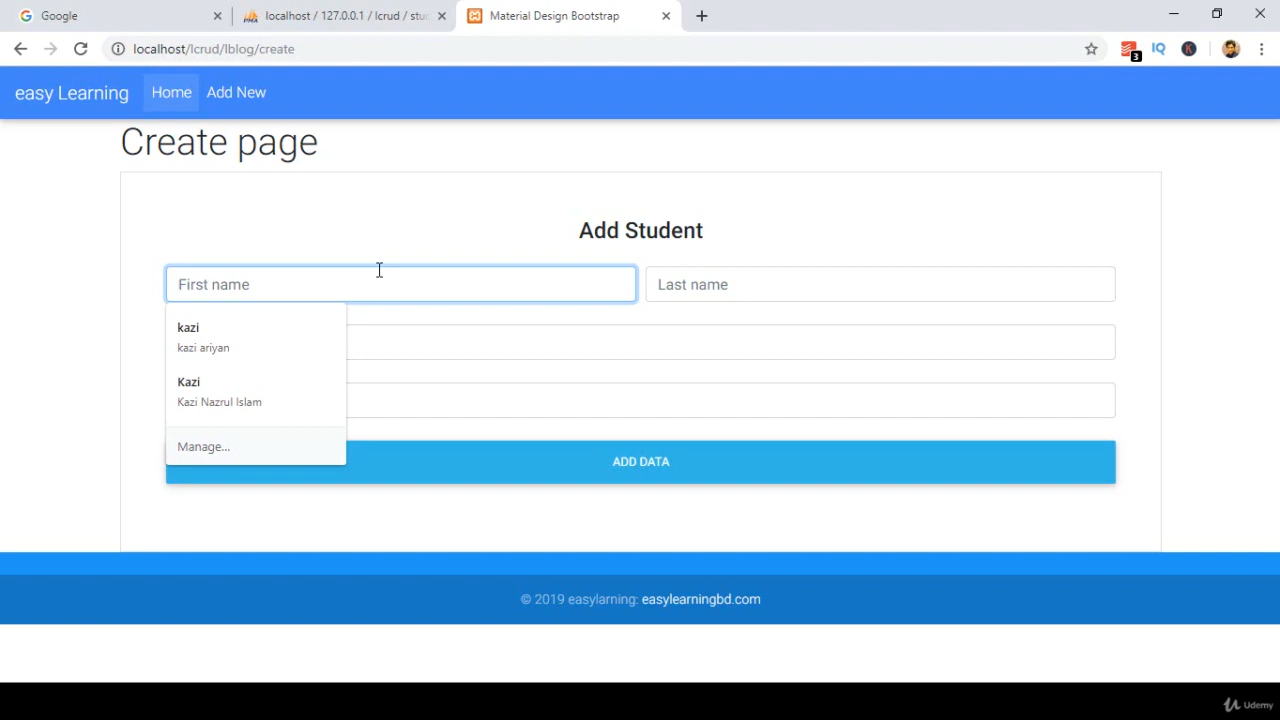 Google
localhost / 127.0.0.1 / lcrud / stu
Material Design Bootstrap
localhost/lcrud/lblog/create
3
IQ
K
easy Learning
Home
Add New
Create page
Add Student
First name
Last name
kazi
kazi ariyan
Kazi
Kazi Nazrul Islam
Manage...
ADD DATA
© 2019 easylarning: easylearningbd.com
Udemy